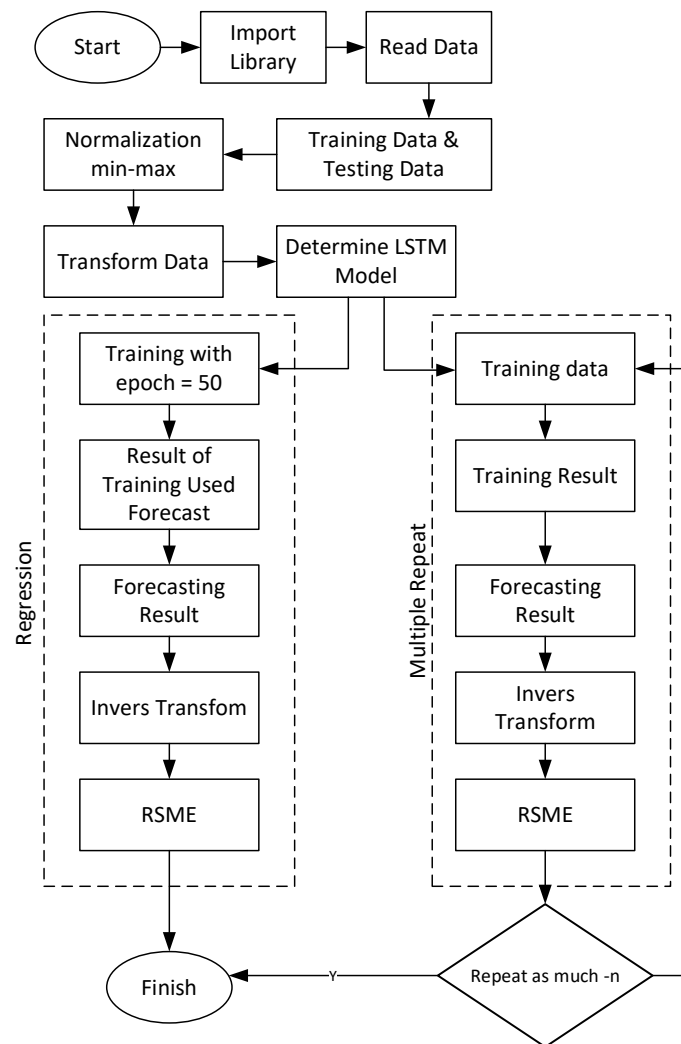 Start
Import
Library
Read Data
Normalization
min-max
Training Data &
Testing Data
Transform Data
Determine LSTM
Model
Regression
Training with
epoch = 50
Result of
Training Used
Forecast
Forecasting
Result
Invers Transfom
RSME
Multiple Repeat
Training data
Training Result
Forecasting
Result
Invers
Transform
RSME
Finish
Y
Repeat as much -n